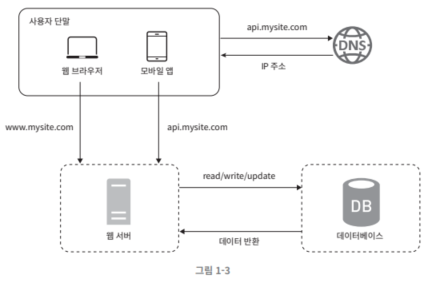 사용자 단말
웹 브라우저
모바일 앱
api.mysite.com
DNS
IP 주소
www.mysite.com
api.mysite.com
웹 서버
read/write/update
데이터 반환
DB
데이터베이스
그림 1-3